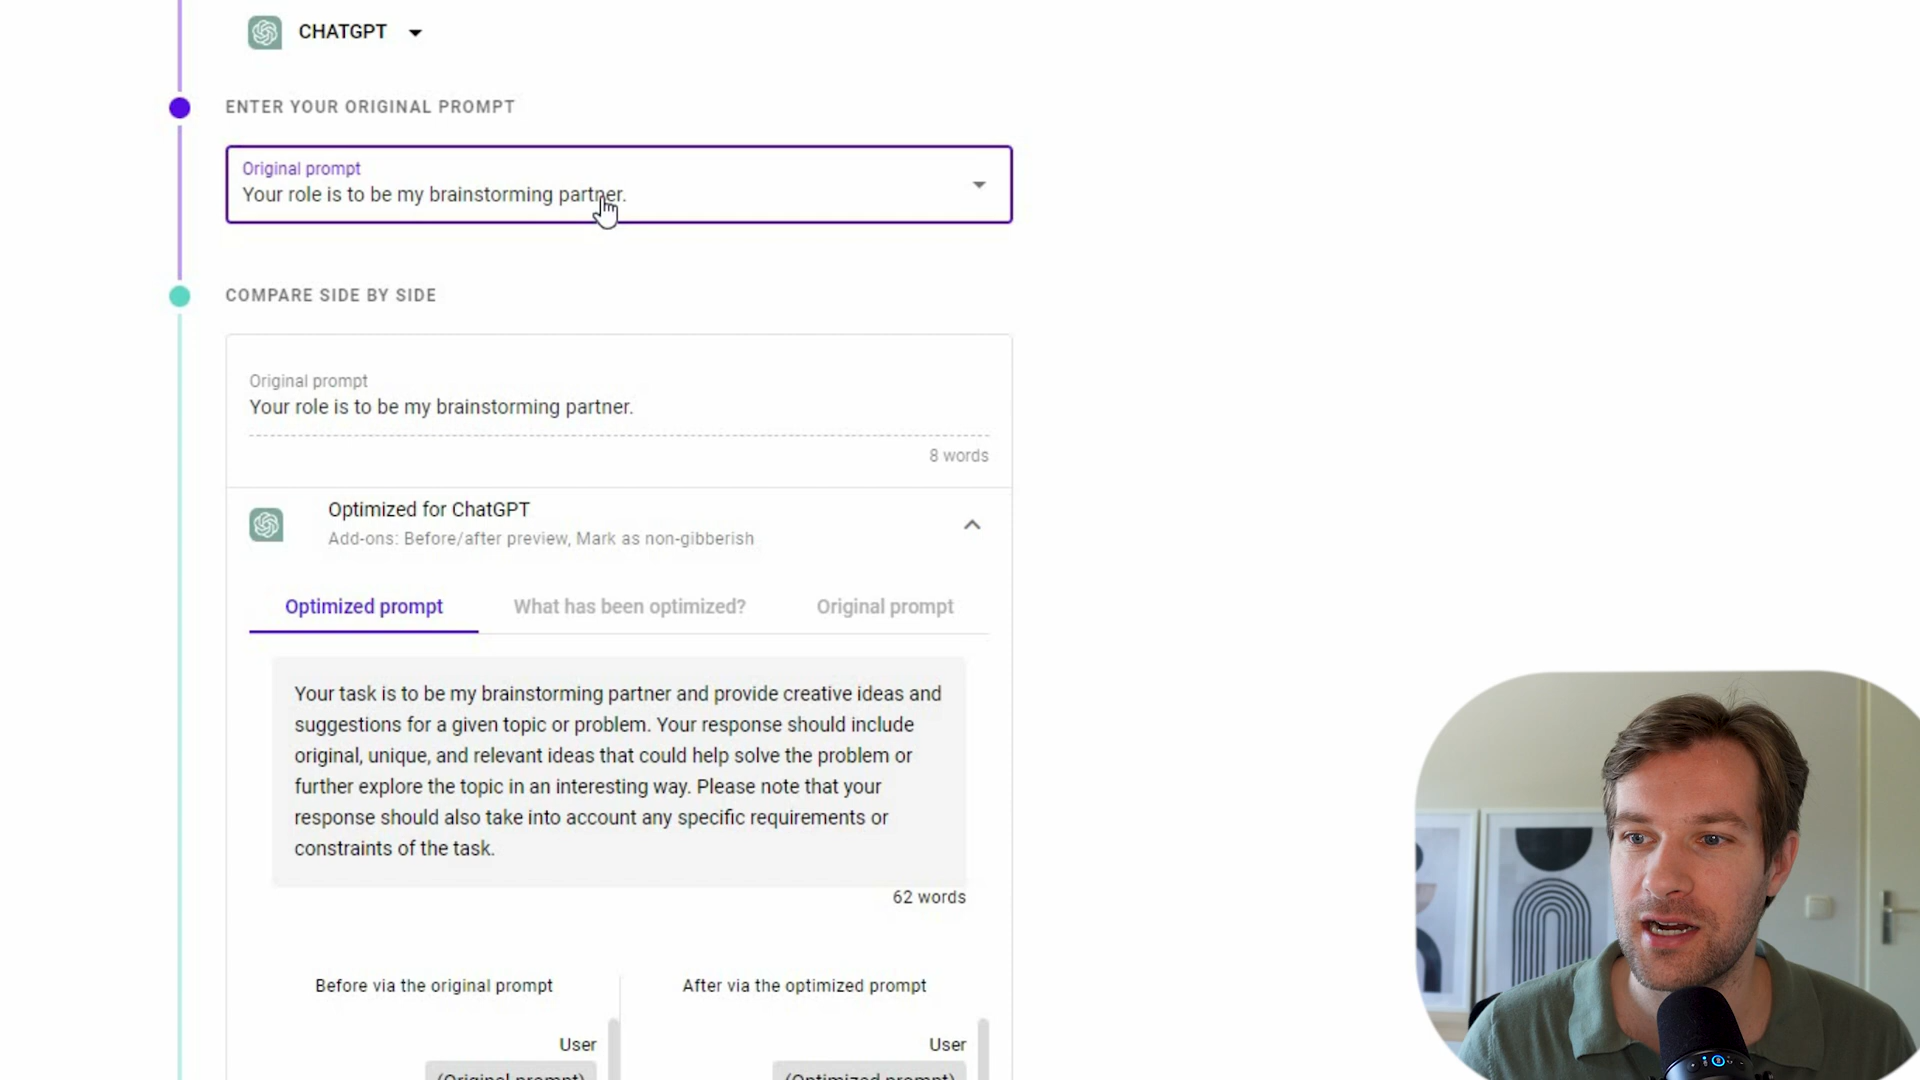 CHATGPT
ENTER YOUR ORIGINAL PROMPT
Original prompt
Your role is to be my brainstorming partner.
COMPARE SIDE BY SIDE
Original prompt
Your role is to be my brainstorming partner.
8 words
Optimized for ChatGPT
Add-ons: Before/after preview, Mark as non-gibberish
Optimized prompt What has been optimized? Original prompt
Your task is to be my brainstorming partner and provide creative ideas and
suggestions for a given topic or problem. Your response should include
original, unique, and relevant ideas that could help solve the problem or
further explore the topic in an interesting way. Please note that your
response should also take into account any specific requirements or
constraints of the task.
62 words
Before via the original prompt After via the optimized prompt
User User
(Original prompt) (Optimized prompt)